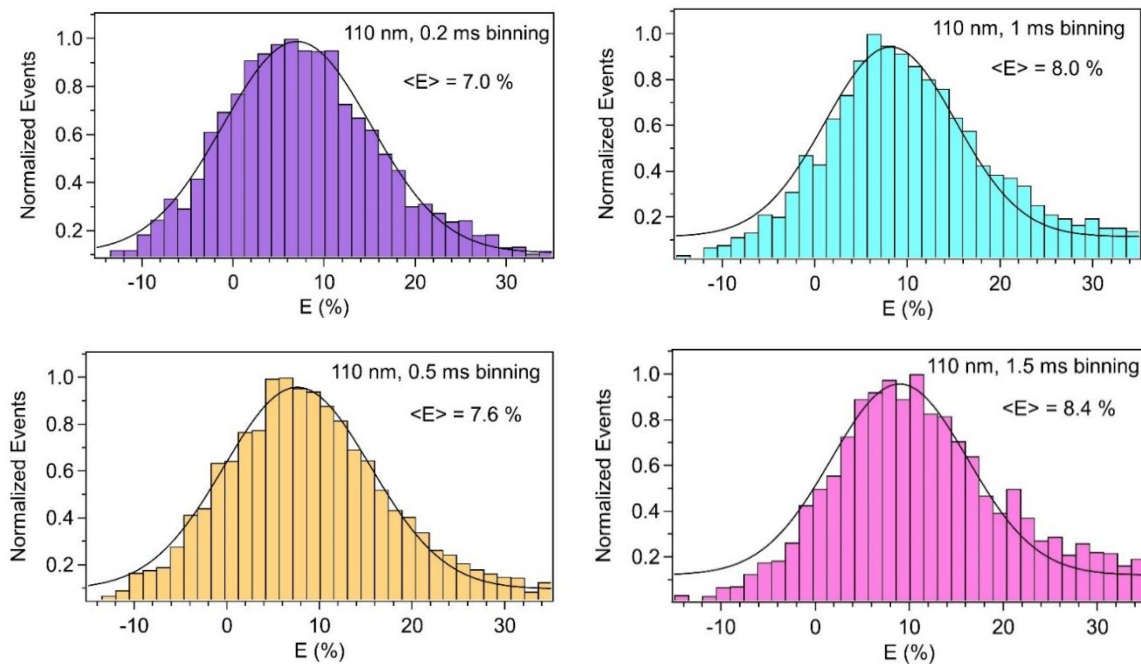 110 nm, 0.2 ms binning
<E> = 7.0 %
Normalized Events
1.0
0.8
0.6
0.4
0.2
-10 0 10 20 30
E (%)
110 nm, 1 ms binning
<E> = 8.0 %
Normalized Events
1.0
0.8
0.6
0.4
0.2
-10 0 10 20 30
E (%)
110 nm, 0.5 ms binning
<E> = 7.6 %
Normalized Events
1.0
0.8
0.6
0.4
0.2
-10 0 10 20 30
E (%)
110 nm, 1.5 ms binning
<E> = 8.4 %
Normalized Events
1.0
0.8
0.6
0.4
0.2
-10 0 10 20 30
E (%)